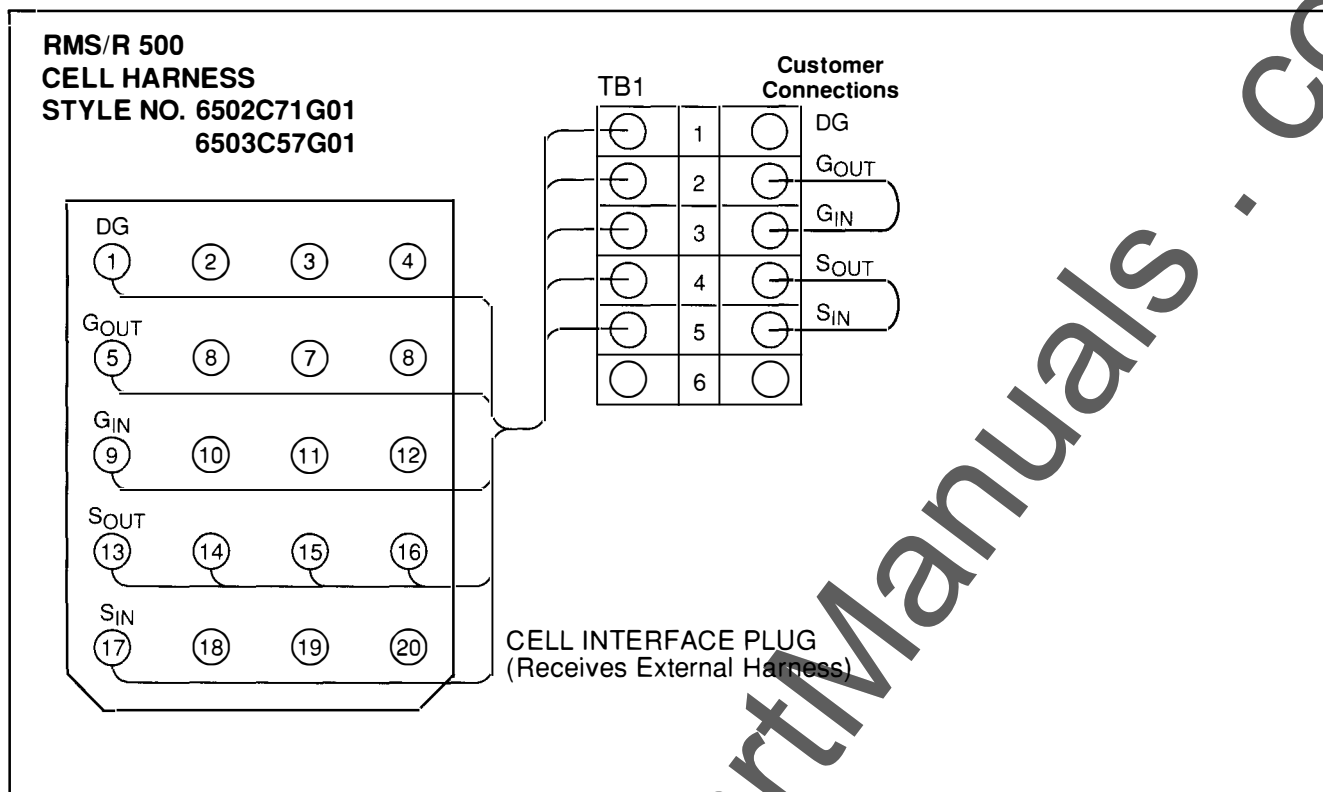 RMS/R 500
CELL HARNESS
STYLE NO. 6502C71G01
6503C57G01
TB1
Customer
Connections
1 DG
2 GOUT
3 GIN
4 SOUT
5 SIN
6
DG
1 2 3 4
GOUT
5 8 7 8
GIN
9 10 11 12
SOUT
13 14 15 16
SIN
17 18 19 20
CELL INTERFACE PLUG
(Receives External Harness)
rtManuals . co